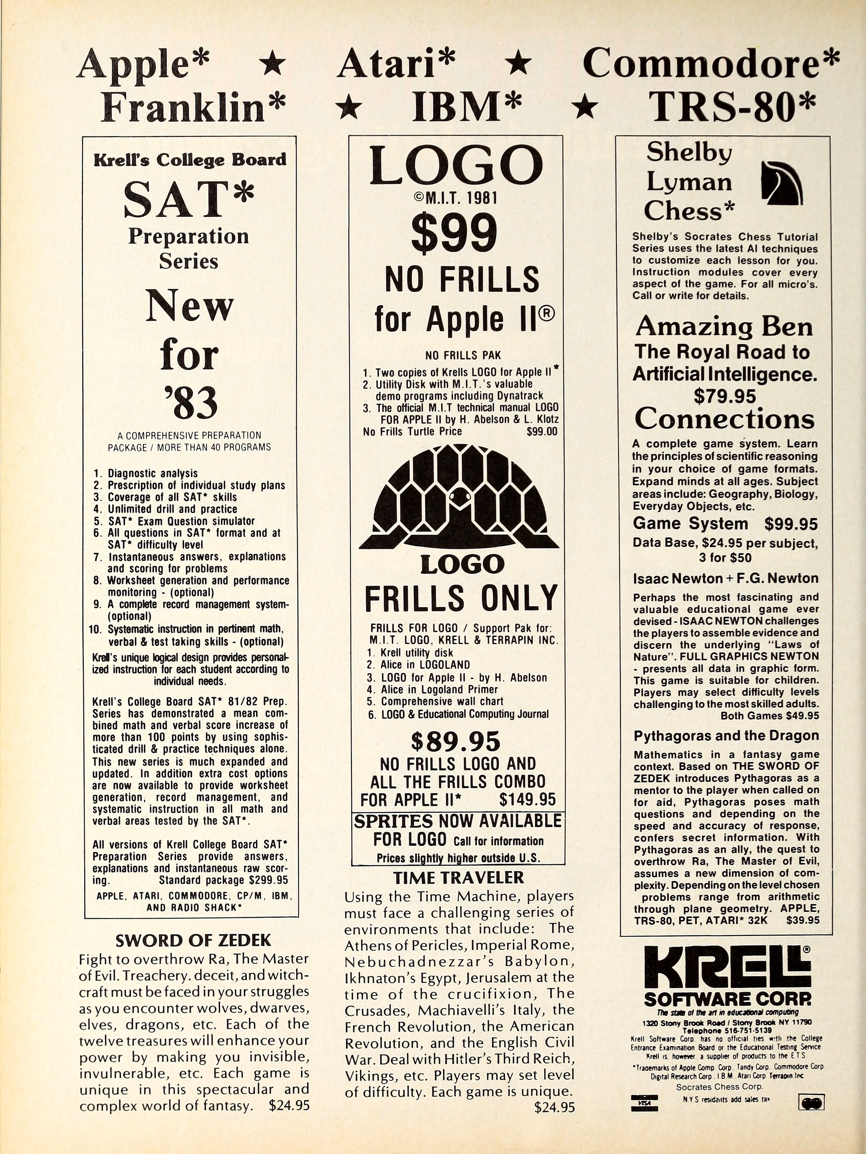 Apple* ★ Atari* ★ Commodore*
Franklin* ★ IBM* ★ TRS-80*
Krell's College Board
SAT*
Preparation
Series
New
for
'83
A COMPREHENSIVE PREPARATION
PACKAGE / MORE THAN 40 PROGRAMS
1. Diagnostic analysis
2. Prescription of individual study plans
3. Coverage of all SAT* skills
4. Unlimited drill and practice
5. SAT* Exam Question simulator
6. All questions in SAT* format and at
SAT* difficulty level
7. Instantaneous answers, explanations
and scoring for problems
8. Worksheet generation and performance
monitoring - (optional)
9. A complete record management system-
(optional)
10. Systematic instruction in pertinent math,
verbal & test taking skills - (optional)
Krell's unique logical design provides personal-
ized instruction for each student according to
individual needs.
Krell's College Board SAT* 81/82 Prep.
Series has demonstrated a mean com-
bined math and verbal score increase of
more than 100 points by using sophis-
ticated drill & practice techniques alone.
This new series is much expanded and
updated. In addition extra cost options
are now available to provide worksheet
generation, record management, and
systematic instruction in all math and
verbal areas tested by the SAT*.
All versions of Krell College Board SAT*
Preparation Series provide answers,
explanations and instantaneous raw scor-
ing. Standard package $299.95
APPLE, ATARI, COMMODORE, CP/M, IBM,
AND RADIO SHACK*
SWORD OF ZEDEK
Fight to overthrow Ra, The Master
of Evil. Treachery. deceit, and witch-
craft must be faced in your struggles
as you encounter wolves, dwarves,
elves, dragons, etc. Each of the
twelve treasures will enhance your
power by making you invisible,
invulnerable, etc. Each game is
unique in this spectacular and
complex world of fantasy. $24.95
LOGO
©M.I.T. 1981
$99
NO FRILLS
for Apple II®
NO FRILLS PAK
1. Two copies of Krells LOGO for Apple II*
2. Utility Disk with M.I.T.'s valuable
demo programs including Dynatrack
3. The official M.I.T technical manual LOGO
FOR APPLE II by H. Abelson & L. Klotz
No Frills Turtle Price $99.00
LOGO
FRILLS ONLY
FRILLS FOR LOGO / Support Pak for:
M.I.T. LOGO, KRELL & TERRAPIN INC.
1. Krell utility disk
2. Alice in LOGOLAND
3. LOGO for Apple II - by H. Abelson
4. Alice in Logoland Primer
5. Comprehensive wall chart
6. LOGO & Educational Computing Journal
$89.95
NO FRILLS LOGO AND
ALL THE FRILLS COMBO
FOR APPLE II* $149.95
SPRITES NOW AVAILABLE
FOR LOGO Call for information
Prices slightly higher outside U.S.
TIME TRAVELER
Using the Time Machine, players
must face a challenging series of
environments that include: The
Athens of Pericles, Imperial Rome,
Nebuchadnezzar's Babylon,
Ikhnaton's Egypt, Jerusalem at the
time of the crucifixion, The
Crusades, Machiavelli's Italy, the
French Revolution, the American
Revolution, and the English Civil
War. Deal with Hitler's Third Reich,
Vikings, etc. Players may set level
of difficulty. Each game is unique.
$24.95
Shelby
Lyman
Chess*
Shelby's Socrates Chess Tutorial
Series uses the latest AI techniques
to customize each lesson for you.
Instruction modules cover every
aspect of the game. For all micro's.
Call or write for details.
Amazing Ben
The Royal Road to
Artificial Intelligence.
$79.95
Connections
A complete game system. Learn
the principles of scientific reasoning
in your choice of game formats.
Expand minds at all ages. Subject
areas include: Geography, Biology,
Everyday Objects, etc.
Game System $99.95
Data Base, $24.95 per subject,
3 for $50
Isaac Newton + F.G. Newton
Perhaps the most fascinating and
valuable educational game ever
devised - ISAAC NEWTON challenges
the players to assemble evidence and
discern the underlying "Laws of
Nature". FULL GRAPHICS NEWTON
- presents all data in graphic form.
This game is suitable for children.
Players may select difficulty levels
challenging to the most skilled adults.
Both Games $49.95
Pythagoras and the Dragon
Mathematics in a fantasy game
context. Based on THE SWORD OF
ZEDEK introduces Pythagoras as a
mentor to the player when called on
for aid, Pythagoras poses math
questions and depending on the
speed and accuracy of response,
confers secret information. With
Pythagoras as an ally, the quest to
overthrow Ra, The Master of Evil,
assumes a new dimension of com-
plexity. Depending on the level chosen
problems range from arithmetic
through plane geometry. APPLE,
TRS-80, PET, ATARI* 32K $39.95
KRELL®
SOFTWARE CORP.
The state of the art in educational computing
1320 Stony Brook Road / Stony Brook NY 11790
Telephone 516-751-5139
Krell Software Corp. has no official ties with the College
Entrance Examination Board or the Educational Testing Service
Krell is, however, a supplier of products to the E.T.S.
*Trademarks of Apple Comp. Corp. Tandy Corp. Commodore Corp
Digital Research Corp. I.B.M. Atari Corp Terrapin Inc
Socrates Chess Corp.
VISA N.Y.S. residents add sales tax